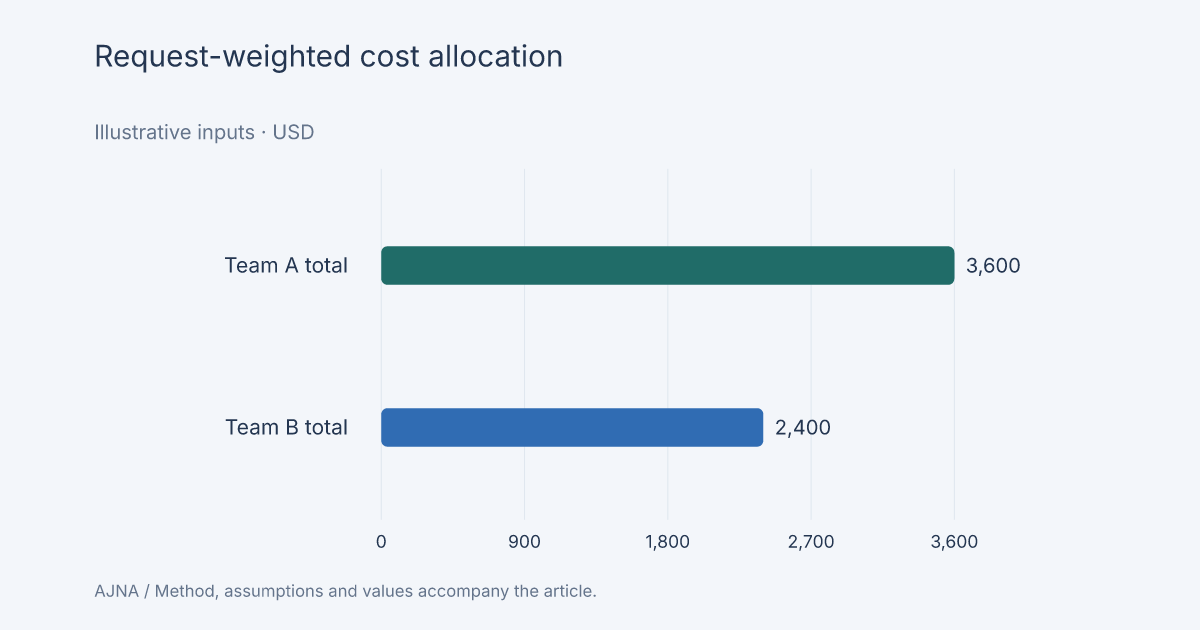 Request-weighted cost allocation
Illustrative inputs · USD
Team A total 3,600
Team B total 2,400
0 900 1,800 2,700 3,600
AJNA / Method, assumptions and values accompany the article.